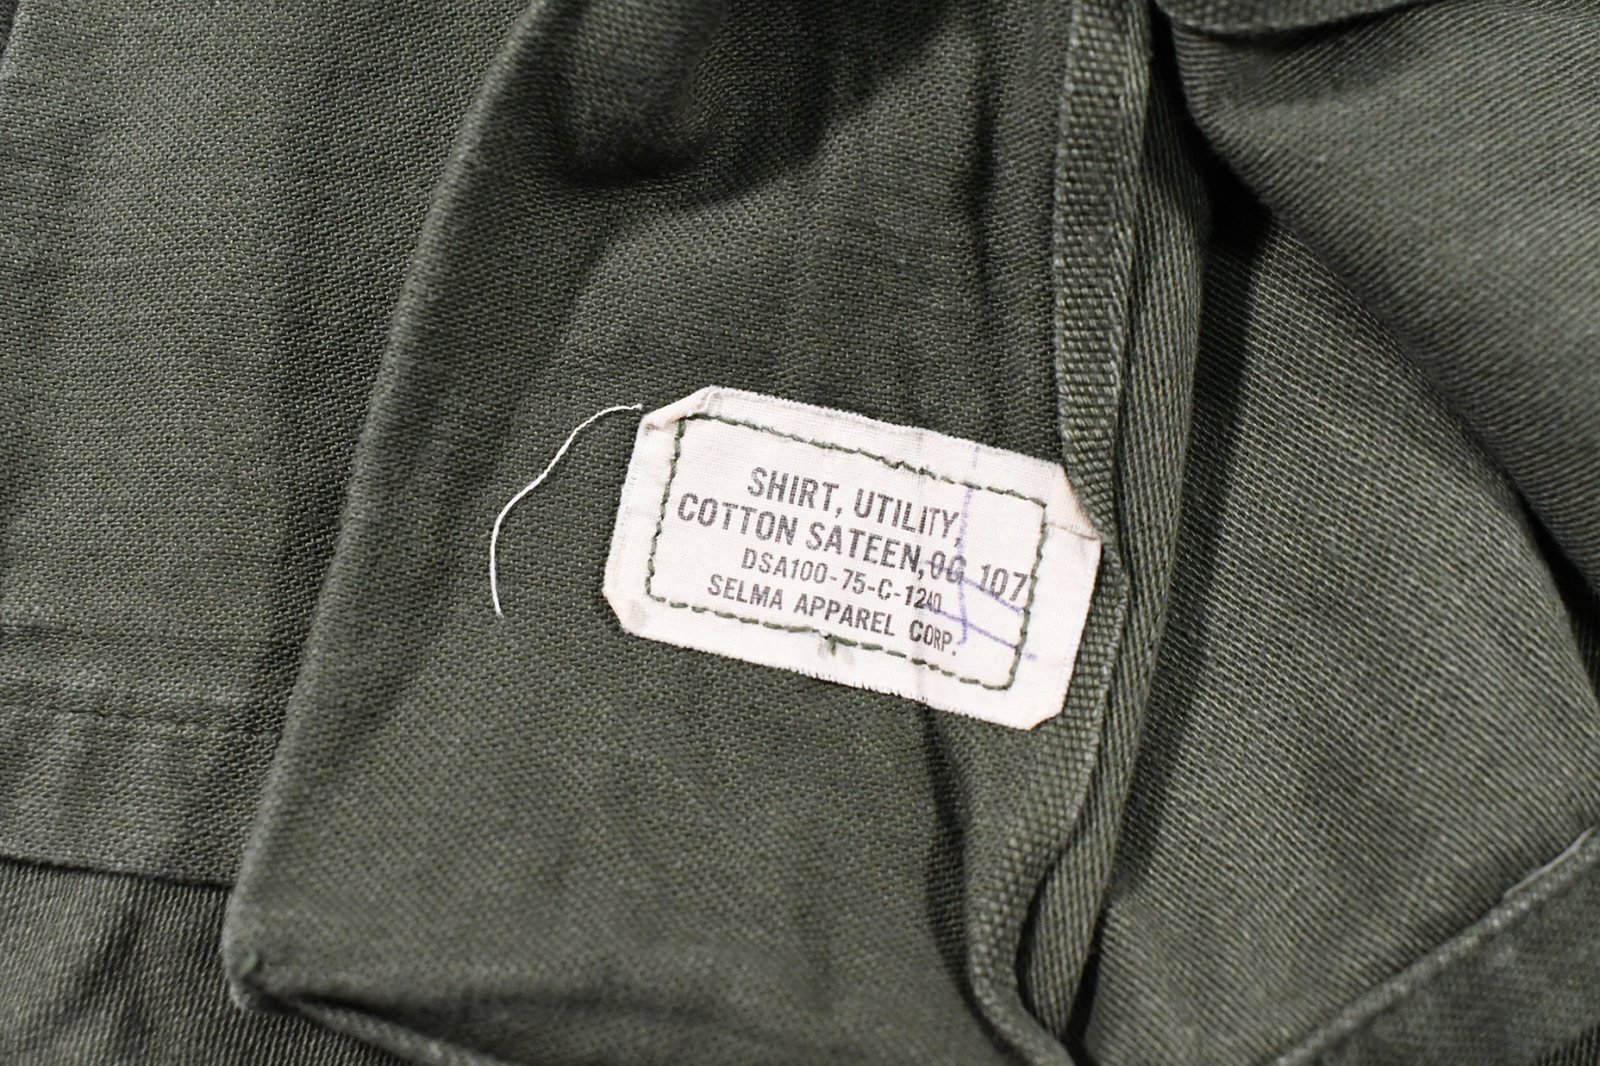 SHIRT, UTILITY,
COTTON SATEEN, OG 107
DSA100-75-C-1240
SELMA APPAREL CORP.